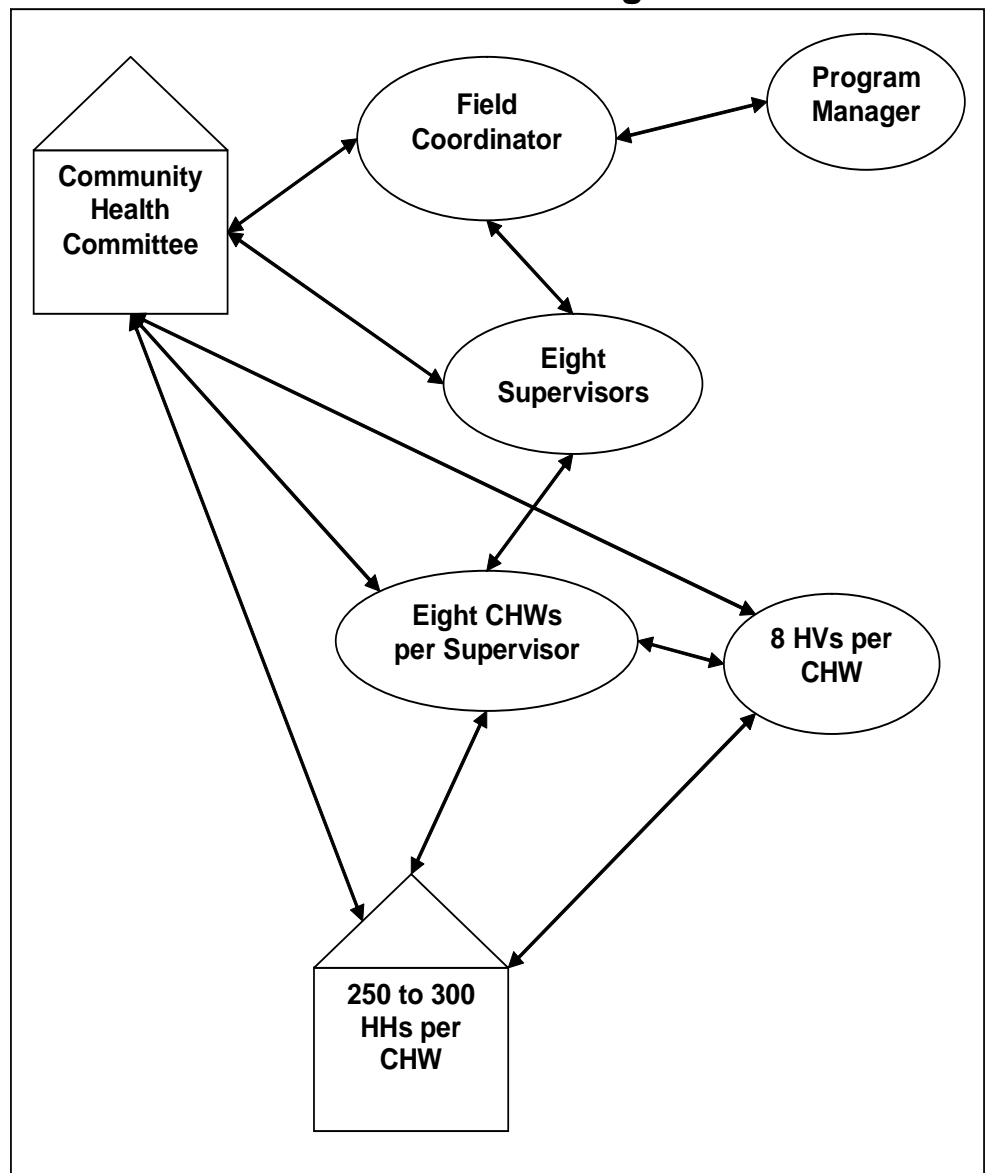 Program
Manager
Field
Coordinator
Community
Health
Committee
Eight
Supervisors
Eight CHWs
per Supervisor
8 HVs per
CHW
250 to 300
HHs per
CHW